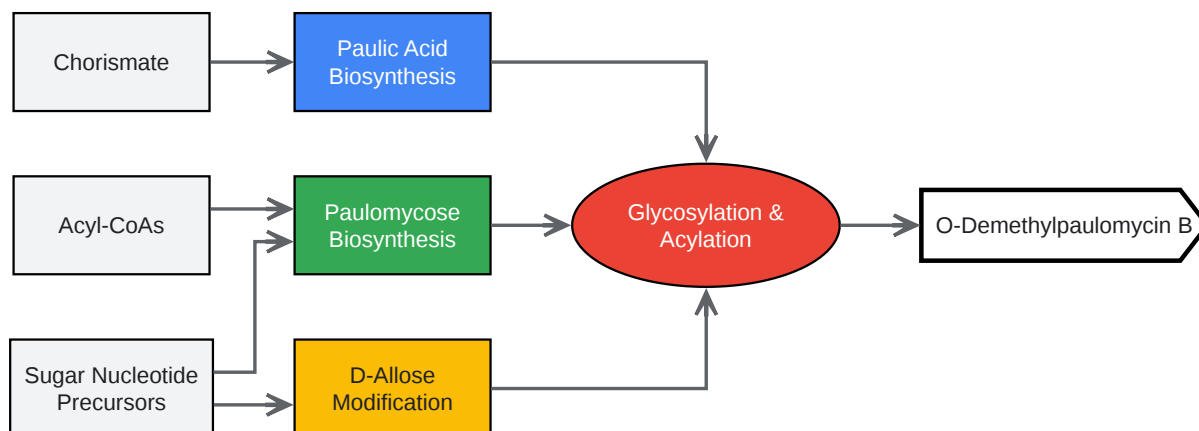 Chorismate
Paulic Acid
Biosynthesis
Acyl-CoAs
Paulomycose
Biosynthesis
Glycosylation &
Acylation
O-Demethylpaulomycin B
Sugar Nucleotide
Precursors
D-Allose
Modification